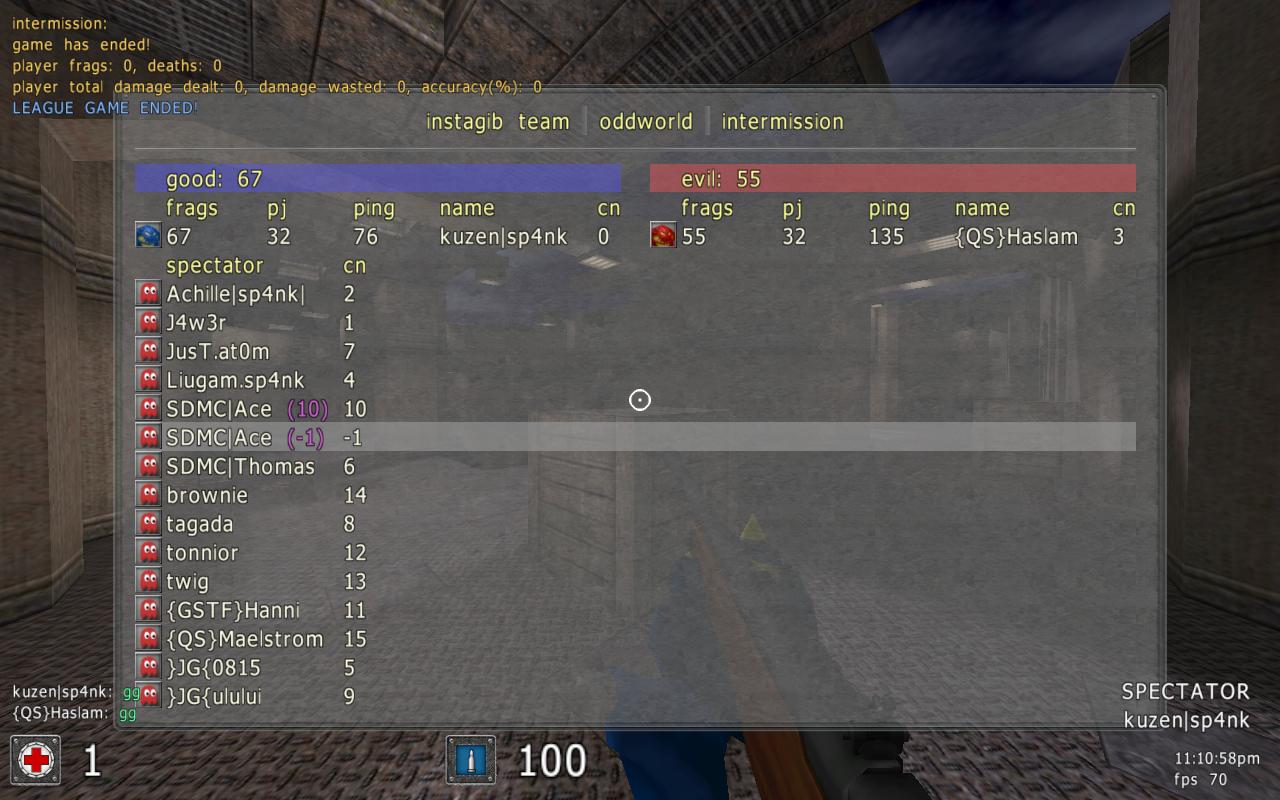 intermission:
game has ended!
player frags: 0, deaths: 0
player total damage dealt: 0, damage wasted: 0, accuracy(%): 0
LEAGUE GAME ENDED!
instagib team oddworld intermission
good: 67 evil: 55
frags pj ping name cn frags pj ping name cn
67 32 76 kuzen|sp4nk 0 55 32 135 {QS}Haslam 3
spectator cn
Achille|sp4nk| 2
J4w3r 1
JusT.at0m 7
Liugam.sp4nk 4
SDMC|Ace (10) 10
SDMC|Ace (-1) -1
SDMC|Thomas 6
brownie 14
tagada 8
tonnior 12
twig 13
{GSTF}Hanni 11
{QS}Maelstrom 15
}JG{0815 5
}JG{ulului 9
kuzen|sp4nk: gg
{QS}Haslam: gg
SPECTATOR
kuzen|sp4nk
1 100
11:10:58pm
fps 70